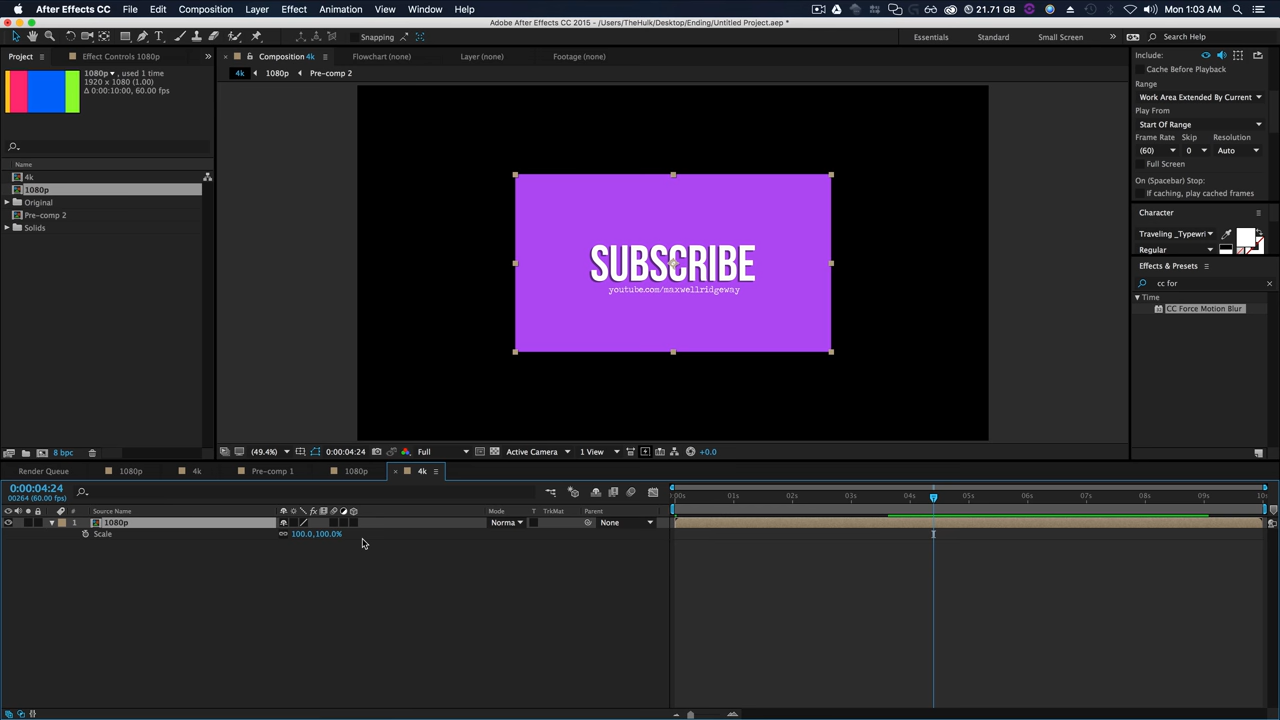 After Effects CC File Edit Composition Layer Effect Animation View Window Help 21.71 GB Mon 1:03 AM
Adobe After Effects CC 2015 - /Users/TheHulk/Desktop/Ending/Untitled Project.aep *
Snapping Essentials Standard Small Screen Search Help
Project Effect Controls 1080p Composition 4k Flowchart (none) Layer (none) Footage (none)
1080p, used 1 time
1920 x 1080 (1.00)
Δ 0:00:10:00, 60.00 fps
4k 1080p Pre-comp 2
Include:
Cache Before Playback
Range
Work Area Extended By Current
Play From
Start Of Range
Frame Rate Skip Resolution
(60) 0 Auto
Full Screen
On (Spacebar) Stop:
If caching, play cached frames
Character
Traveling _Typewri
Regular
Effects & Presets
cc for
Time
CC Force Motion Blur
Name
4k
1080p
Original
Pre-comp 2
Solids
SUBSCRIBE
youtube.com/maxwellridgeway
8 bpc
(49.4%) 0:00:04:24 Full Active Camera 1 View +0.0
Render Queue 1080p 4k Pre-comp 1 1080p 4k
0:00:04:24
00264 (60.00 fps)
:00s 01s 02s 03s 04s 05s 06s 07s 08s 09s 10s
# Source Name Mode T TrkMat Parent
1 1080p Norma None
Scale 100.0,100.0%